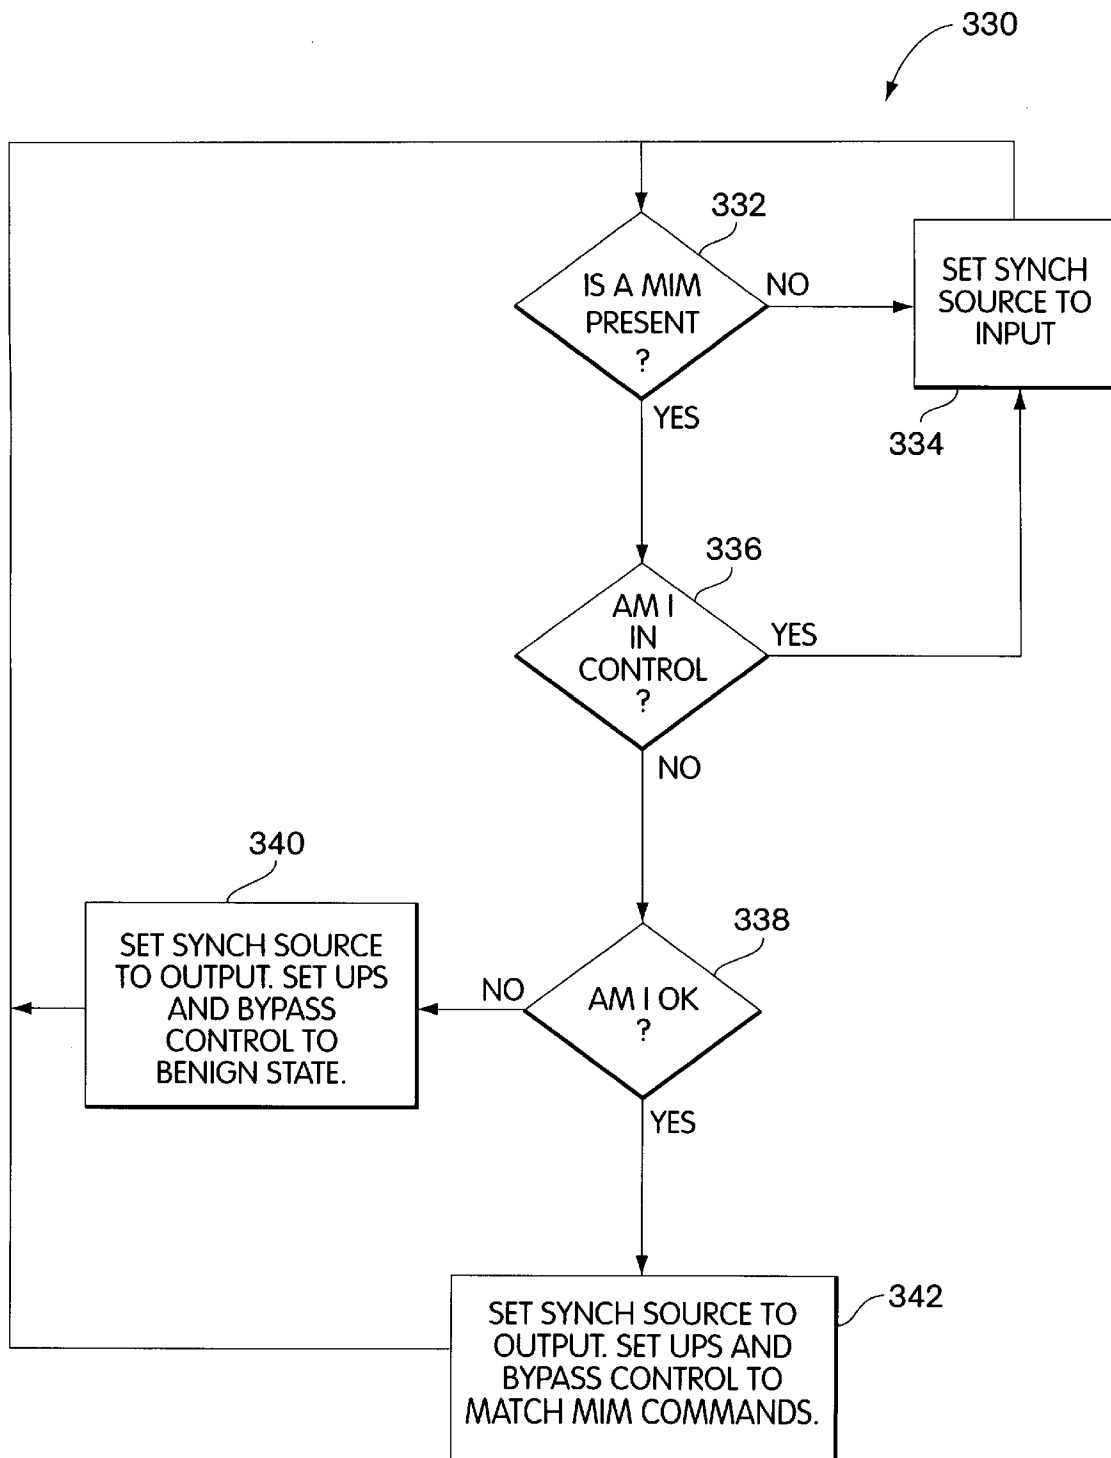 330
332
IS A MIM
PRESENT
?
NO
YES
SET SYNCH
SOURCE TO
INPUT
334
336
AM I
IN
CONTROL
?
YES
NO
340
SET SYNCH SOURCE
TO OUTPUT. SET UPS
AND BYPASS
CONTROL TO
BENIGN STATE.
338
NO
AM I OK
?
YES
342
SET SYNCH SOURCE TO
OUTPUT. SET UPS AND
BYPASS CONTROL TO
MATCH MIM COMMANDS.